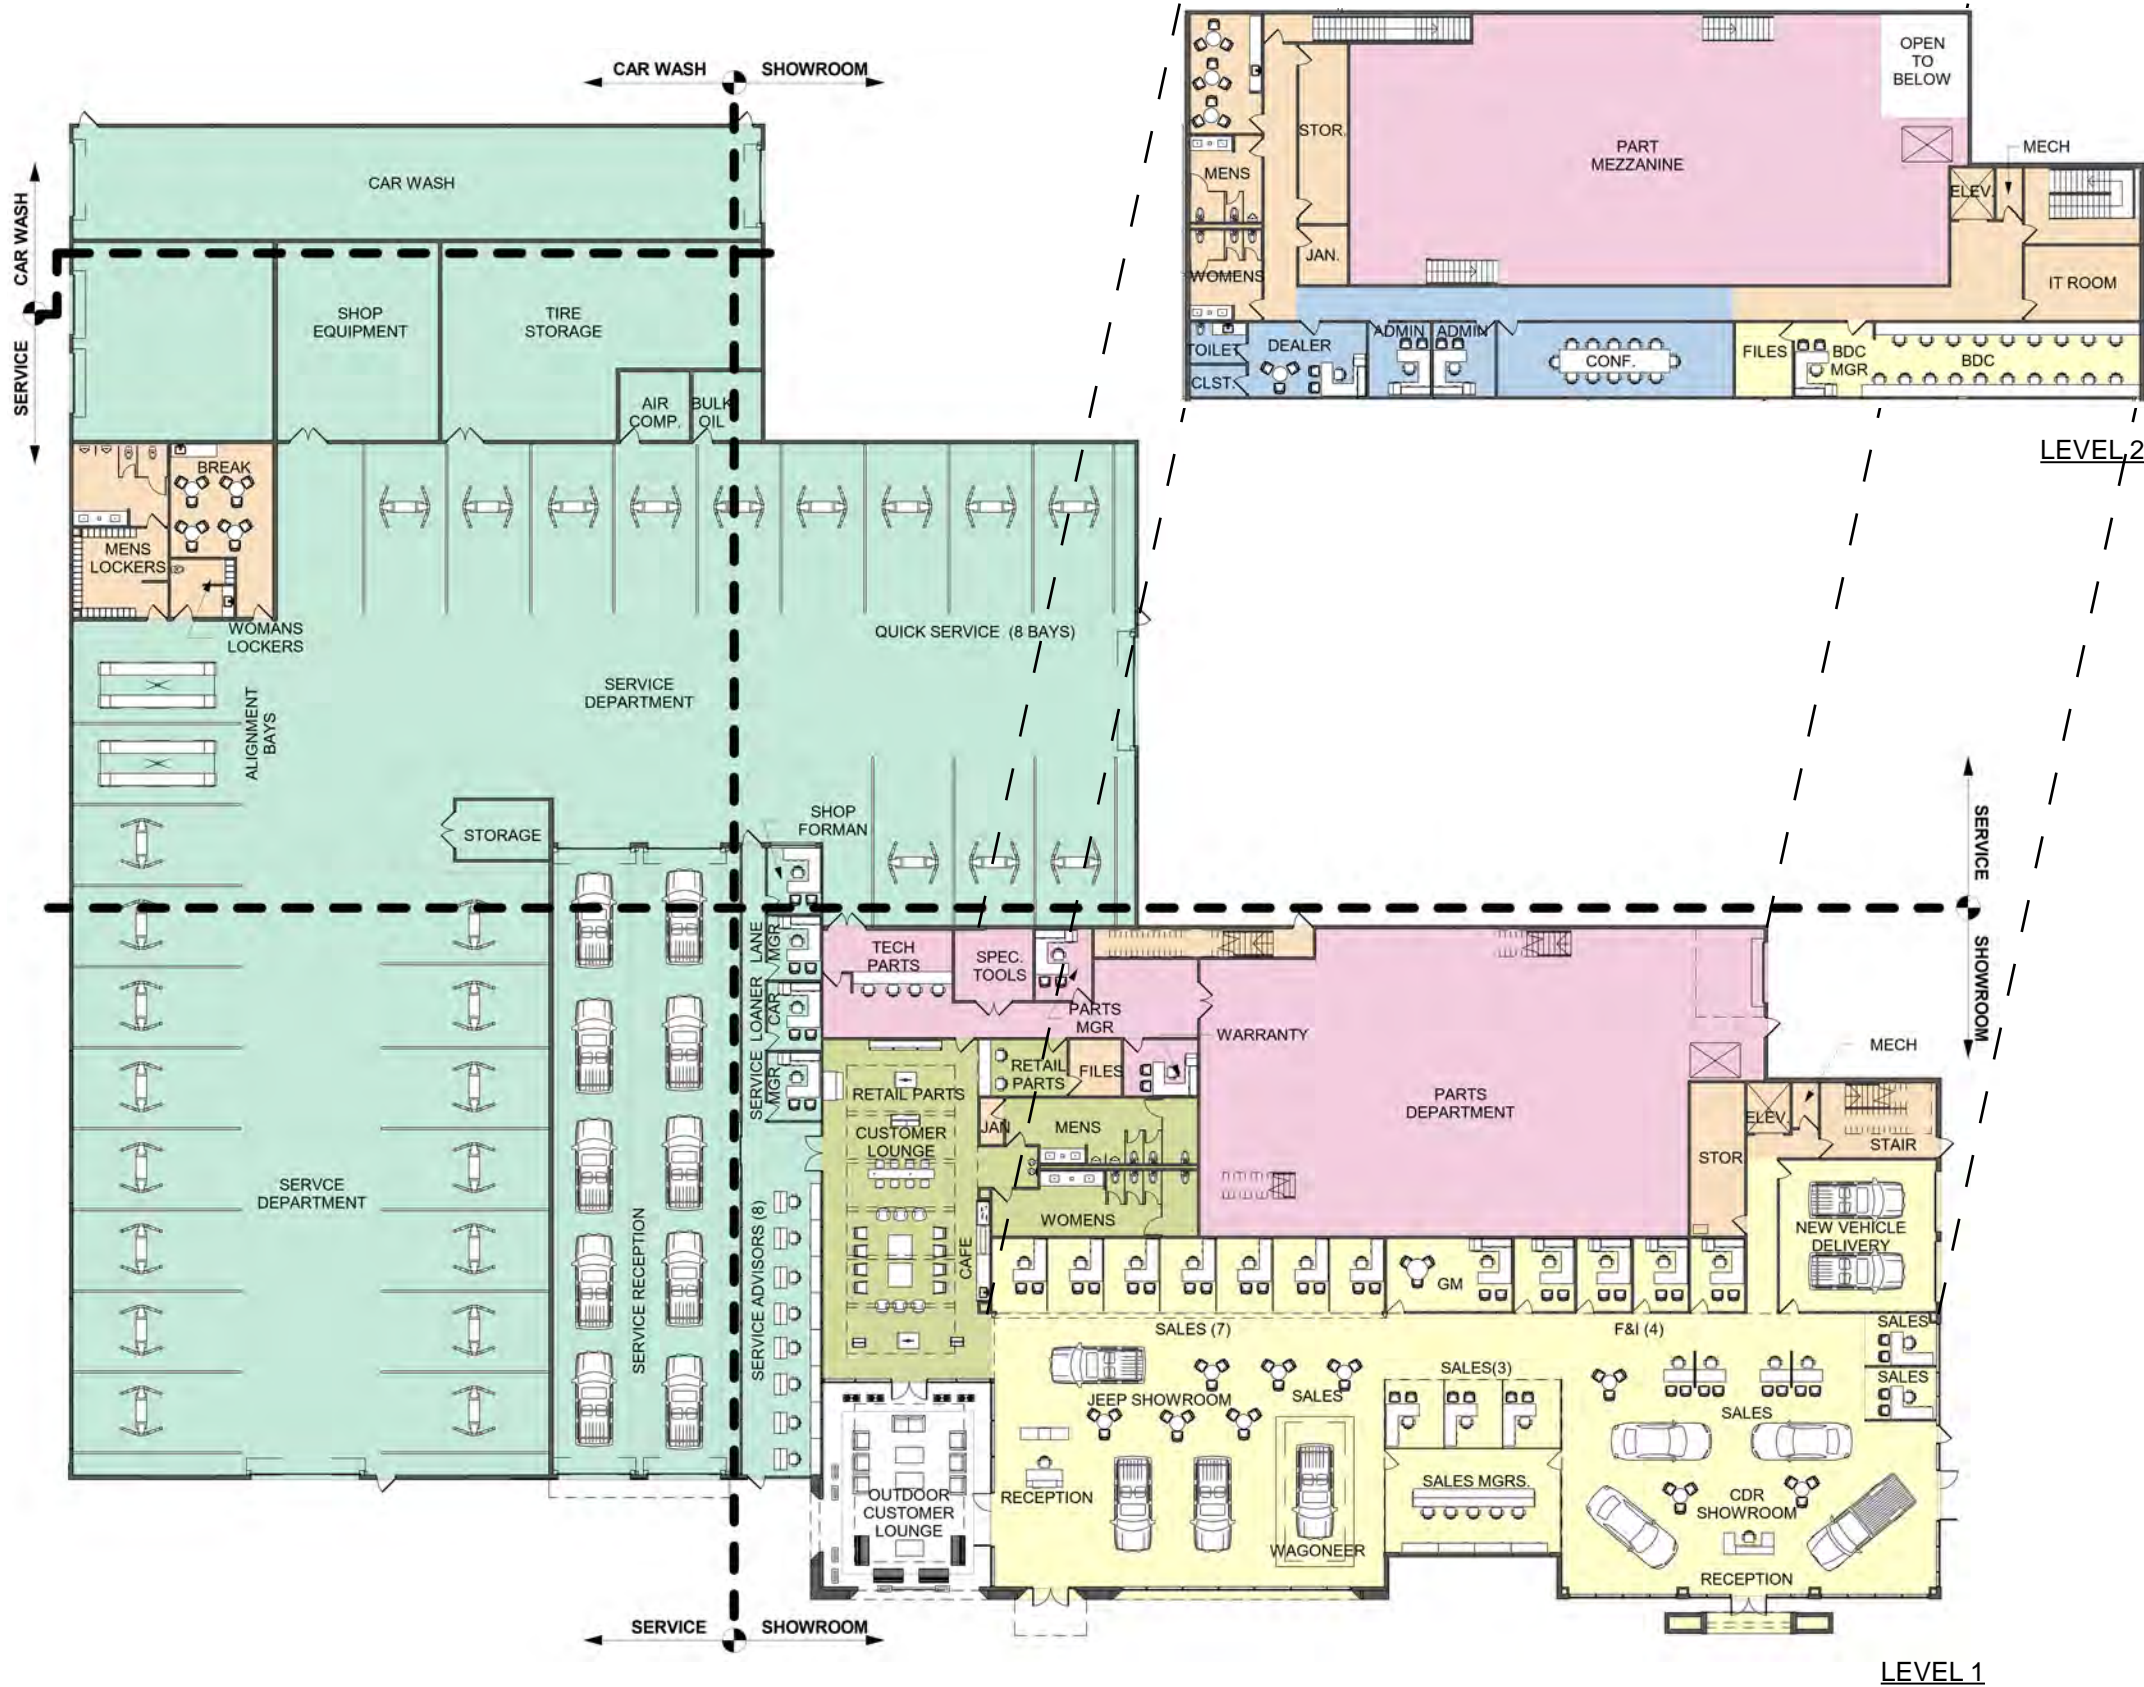 CAR WASH
SHOWROOM
OPEN
TO
BELOW
STOR.
PART
MEZZANINE
MECH
MENS
ELEV.
CAR WASH
CAR WASH
SERVICE
JAN.
WOMENS
IT ROOM
SHOP
EQUIPMENT
TIRE
STORAGE
TOILET
DEALER
ADMIN
ADMIN
CONF.
FILES
BDC
MGR
BDC
CLST.
AIR
COMP.
BULK
OIL
LEVEL 2
BREAK
MENS
LOCKERS
WOMANS
LOCKERS
QUICK SERVICE (8 BAYS)
SERVICE
DEPARTMENT
ALIGNMENT
BAYS
STORAGE
SHOP
FORMAN
SERVICE
SHOWROOM
SERVICE LOANER LANE
MGR
CAR
MGR
TECH
PARTS
SPEC.
TOOLS
PARTS
MGR
WARRANTY
MECH
RETAIL
PARTS
FILES
RETAIL PARTS
PARTS
DEPARTMENT
ELEV.
JAN
MENS
CUSTOMER
LOUNGE
STAIR
STOR
SERVCE
DEPARTMENT
SERVICE RECEPTION
SERVICE ADVISORS (8)
WOMENS
CAFE
NEW VEHICLE
DELIVERY
GM
SALES (7)
F&I (4)
SALES
SALES(3)
SALES
JEEP SHOWROOM
SALES
SALES
OUTDOOR
CUSTOMER
LOUNGE
RECEPTION
SALES MGRS.
CDR
SHOWROOM
WAGONEER
RECEPTION
SERVICE
SHOWROOM
LEVEL 1